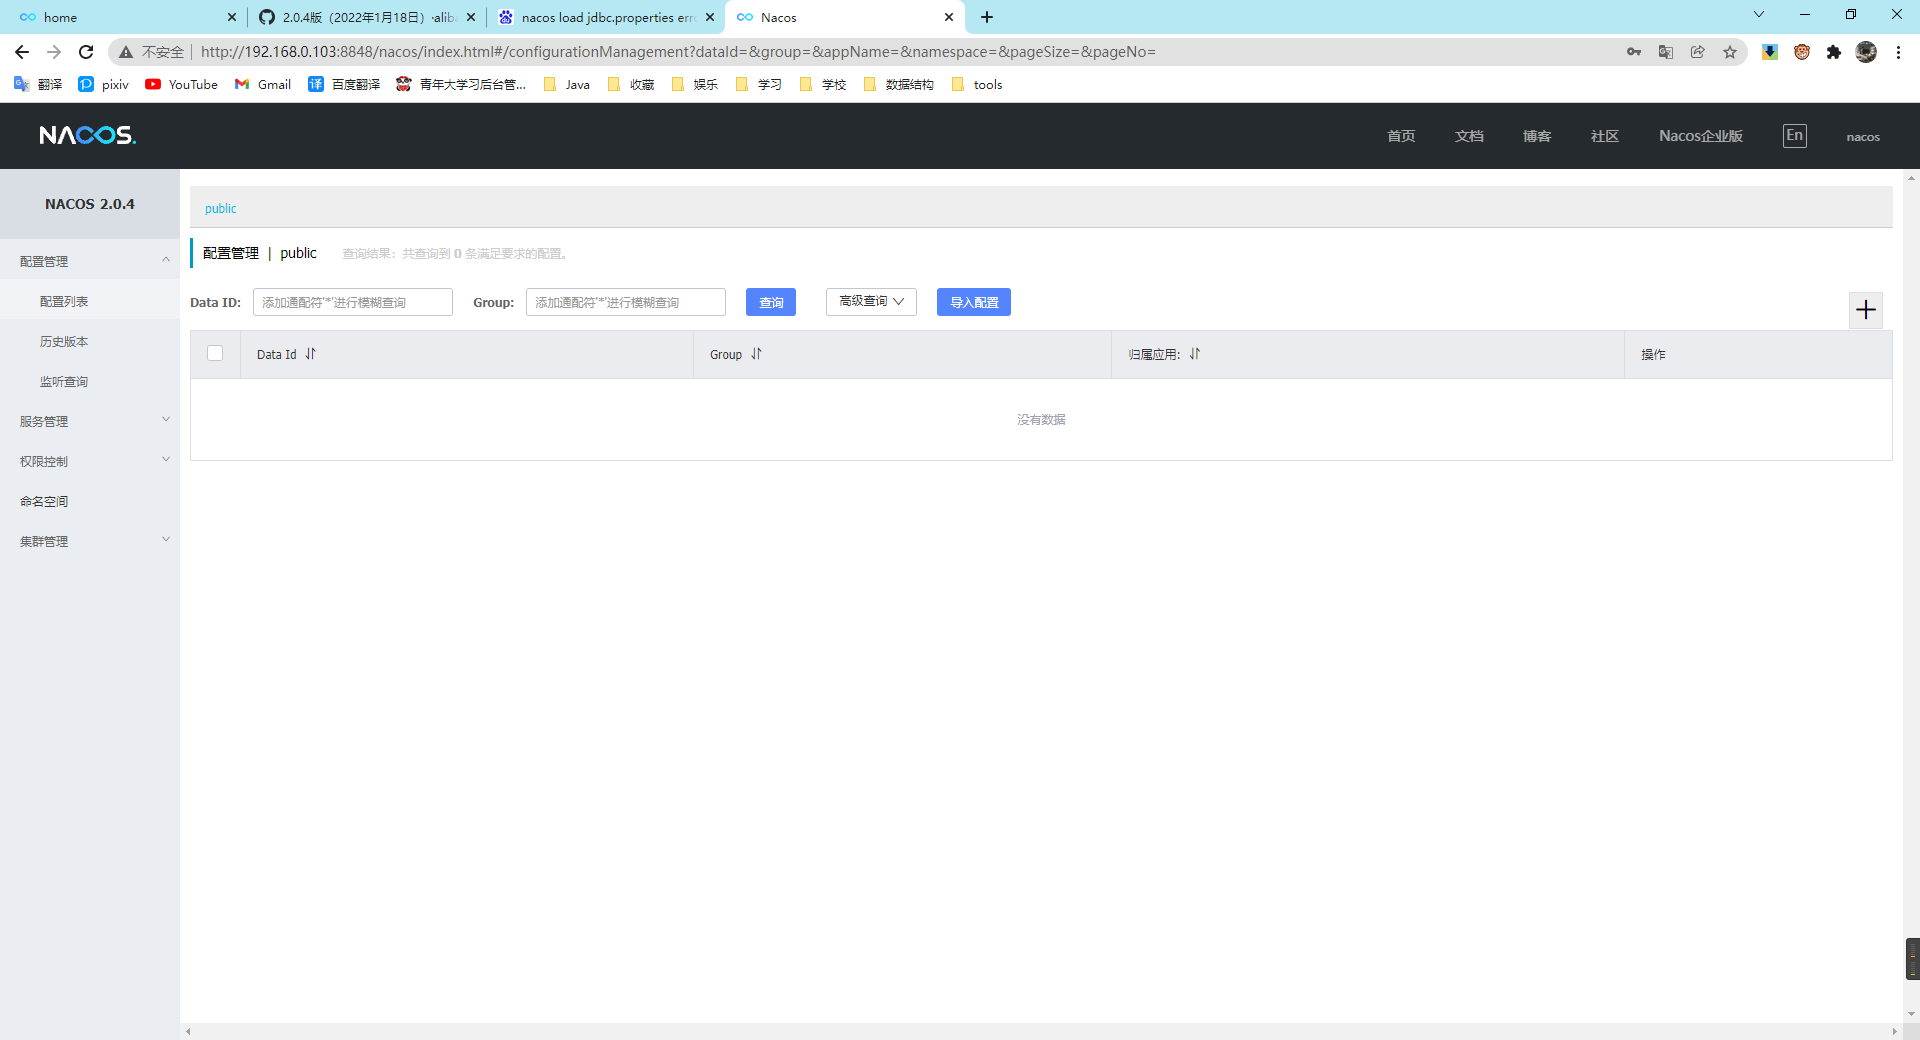 home
2.0.4版（2022年1月18日）·aliba
nacos load jdbc.properties erro
Nacos
不安全
http://192.168.0.103:8848/nacos/index.html#/configurationManagement?dataId=&group=&appName=&namespace=&pageSize=&pageNo=
翻译
pixiv
YouTube
Gmail
译 百度翻译
青年大学习后台管...
Java
收藏
娱乐
学习
学校
数据结构
tools
NACOS.
首页
文档
博客
社区
Nacos企业版
En
nacos
NACOS 2.0.4
配置管理
配置列表
历史版本
监听查询
服务管理
权限控制
命名空间
集群管理
public
配置管理 | public 查询结果：共查询到 0 条满足要求的配置。
Data ID: 添加通配符'*'进行模糊查询 Group: 添加通配符'*'进行模糊查询 查询 高级查询 导入配置
Data Id Group 归属应用: 操作
没有数据